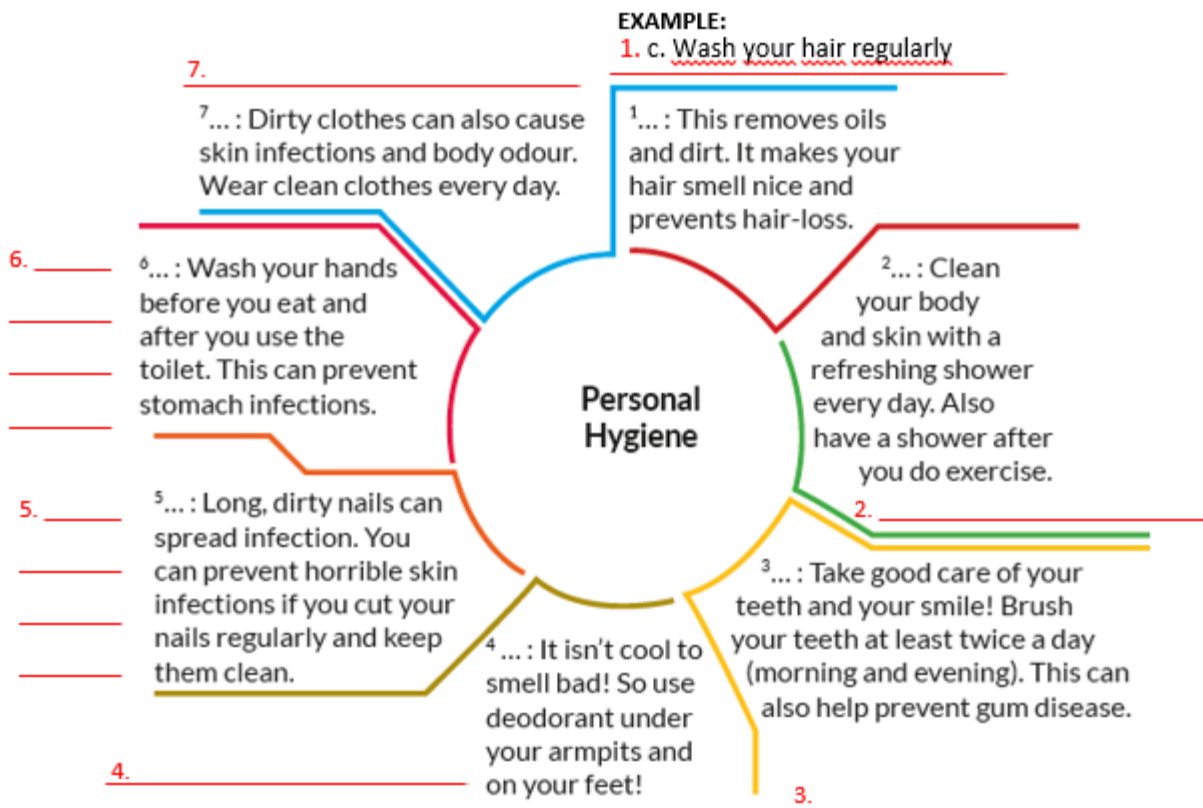 EXAMPLE:
1. c. Wash your hair regularly
7.
⁷... : Dirty clothes can also cause
skin infections and body odour.
Wear clean clothes every day.
¹... : This removes oils
and dirt. It makes your
hair smell nice and
prevents hair-loss.
6.
⁶... : Wash your hands
before you eat and
after you use the
toilet. This can prevent
stomach infections.
²... : Clean
your body
and skin with a
refreshing shower
every day. Also
have a shower after
you do exercise.
Personal
Hygiene
5.
⁵... : Long, dirty nails can
spread infection. You
can prevent horrible skin
infections if you cut your
nails regularly and keep
them clean.
2.
³... : Take good care of your
teeth and your smile! Brush
your teeth at least twice a day
(morning and evening). This can
also help prevent gum disease.
⁴ ... : It isn't cool to
smell bad! So use
deodorant under
your armpits and
on your feet!
4.
3.